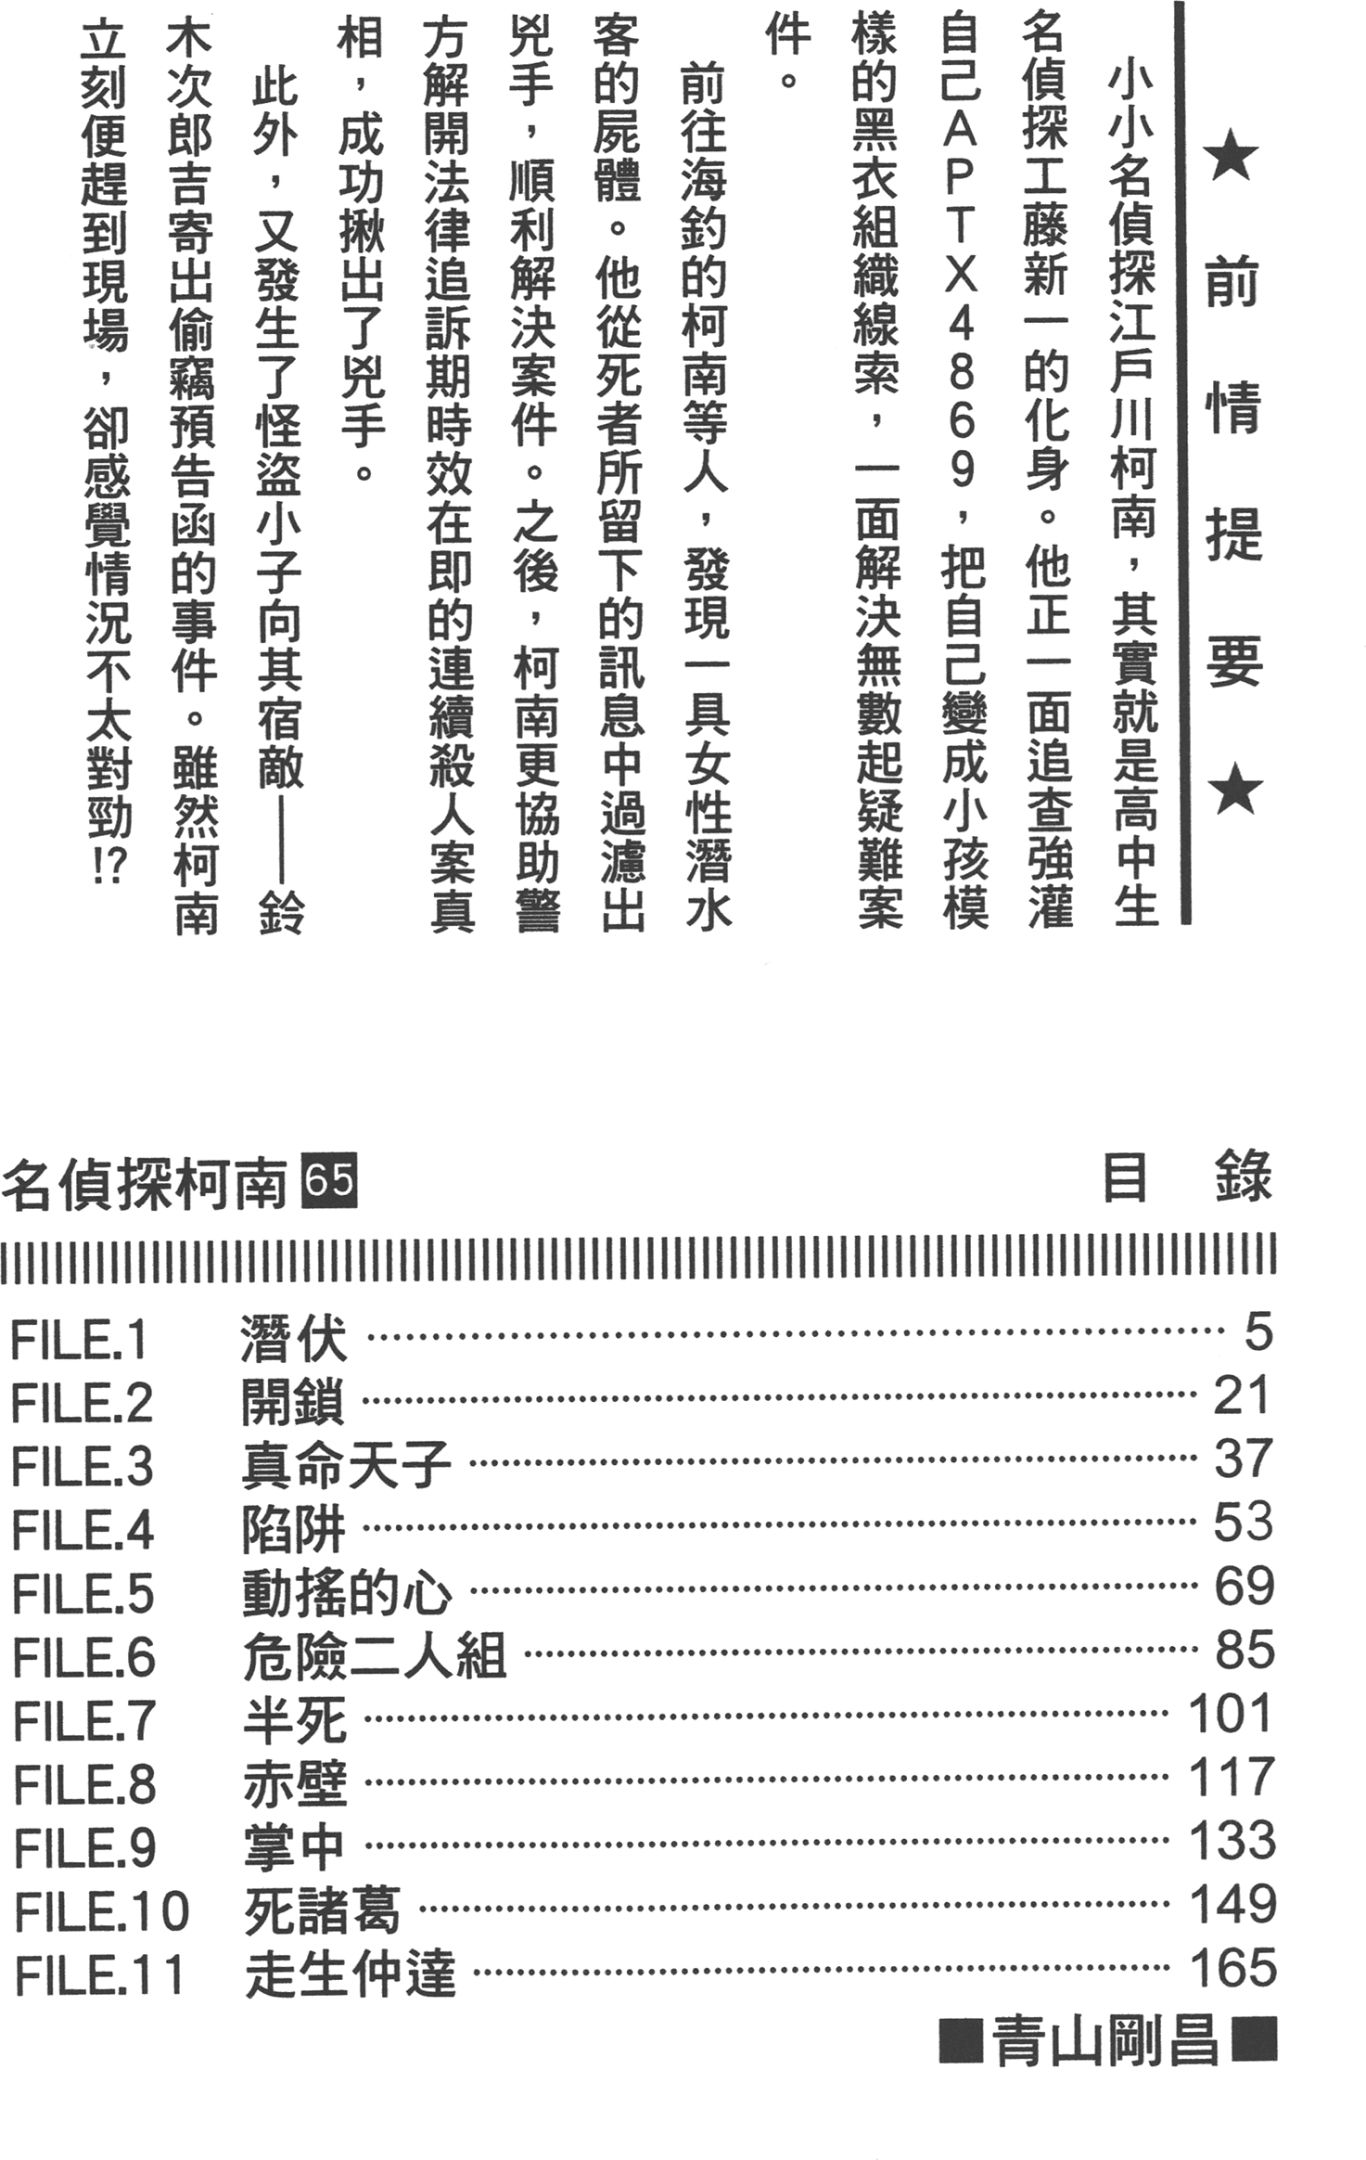 ★前情提要★
小小名偵探江戶川柯南，其實就是高中生
名偵探工藤新一的化身。他正一面追查強灌
自己APTX4869，把自己變成小孩模
樣的黑衣組織線索，一面解決無數起疑難案
件。
前往海釣的柯南等人，發現一具女性潛水
客的屍體。他從死者所留下的訊息中過濾出
兇手，順利解決案件。之後，柯南更協助警
方解開法律追訴期時效在即的連續殺人案真
相，成功揪出了兇手。
此外，又發生了怪盜小子向其宿敵——鈴
木次郎吉寄出偷竊預告函的事件。雖然柯南
立刻便趕到現場，卻感覺情況不太對勁!?
名偵探柯南65 目錄
FILE.1 潛伏 …… 5
FILE.2 開鎖 …… 21
FILE.3 真命天子 …… 37
FILE.4 陷阱 …… 53
FILE.5 動搖的心 …… 69
FILE.6 危險二人組 …… 85
FILE.7 半死 …… 101
FILE.8 赤壁 …… 117
FILE.9 掌中 …… 133
FILE.10 死諸葛 …… 149
FILE.11 走生仲達 …… 165
■青山剛昌■